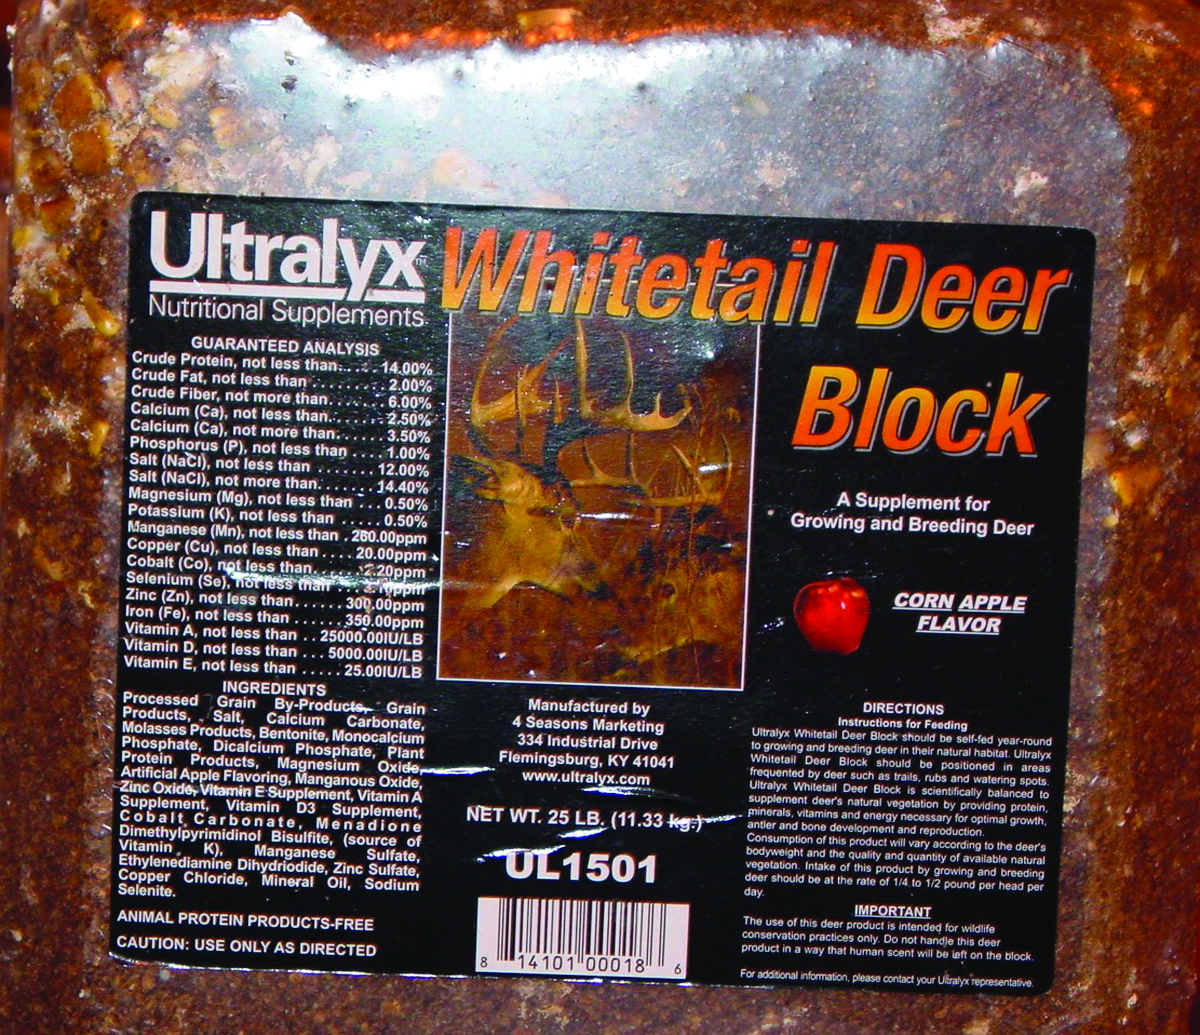 Ultralyx™
Nutritional Supplements
Whitetail Deer
Block
GUARANTEED ANALYSIS
Crude Protein, not less than....: 14.00%
Crude Fat, not less than ........ 2.00%
Crude Fiber, not more than........ 6.00%
Calcium (Ca), not less than....... 2.50%
Calcium (Ca), not more than...... 3.50%
Phosphorus (P), not less than .... 1.00%
Salt (NaCl), not less than ....... 12.00%
Salt (NaCl), not more than....... 14.40%
Magnesium (Mg), not less than ... 0.50%
Potassium (K), not less than ..... 0.50%
Manganese (Mn), not less than . 260.00ppm
Copper (Cu), not less than .... 20.00ppm
Cobalt (Co), not less than..... 20ppm
Selenium (Se), not less than ppm
Zinc (Zn), not less than...... 300.00ppm
Iron (Fe), not less than...... 350.00ppm
Vitamin A, not less than .. 25000.00IU/LB
Vitamin D, not less than ... 5000.00IU/LB
Vitamin E, not less than ..... 25.00IU/LB
INGREDIENTS
Processed Grain By-Products, Grain
Products, Salt, Calcium Carbonate,
Molasses Products, Bentonite, Monocalcium
Phosphate, Dicalcium Phosphate, Plant
Protein Products, Magnesium Oxide,
Artificial Apple Flavoring, Manganous Oxide,
Zinc Oxide, Vitamin E Supplement, Vitamin A
Supplement, Vitamin D3 Supplement,
Cobalt Carbonate, Menadione
Dimethylpyrimidinol Bisulfite, (source of
Vitamin K), Manganese Sulfate,
Ethylenediamine Dihydriodide, Zinc Sulfate,
Copper Chloride, Mineral Oil, Sodium
Selenite.
ANIMAL PROTEIN PRODUCTS-FREE
CAUTION: USE ONLY AS DIRECTED
Manufactured by
4 Seasons Marketing
334 Industrial Drive
Flemingsburg, KY 41041
www.ultralyx.com
NET WT. 25 LB. (11.33 kg.)
UL1501
8 14101 00018 6
A Supplement for
Growing and Breeding Deer
CORN APPLE
FLAVOR
DIRECTIONS
Instructions for Feeding
Ultralyx Whitetail Deer Block should be self-fed year-round
to growing and breeding deer in their natural habitat. Ultralyx
Whitetail Deer Block should be positioned in areas
frequented by deer such as trails, rubs and watering spots.
Ultralyx Whitetail Deer Block is scientifically balanced to
supplement deer's natural vegetation by providing protein,
minerals, vitamins and energy necessary for optimal growth,
antler and bone development and reproduction.
Consumption of this product will vary according to the deer's
bodyweight and the quality and quantity of available natural
vegetation. Intake of this product by growing and breeding
deer should be at the rate of 1/4 to 1/2 pound per head per
day.
IMPORTANT
The use of this deer product is intended for wildlife
conservation practices only. Do not handle this deer
product in a way that human scent will be left on the block.
For additional information, please contact your Ultralyx representative.